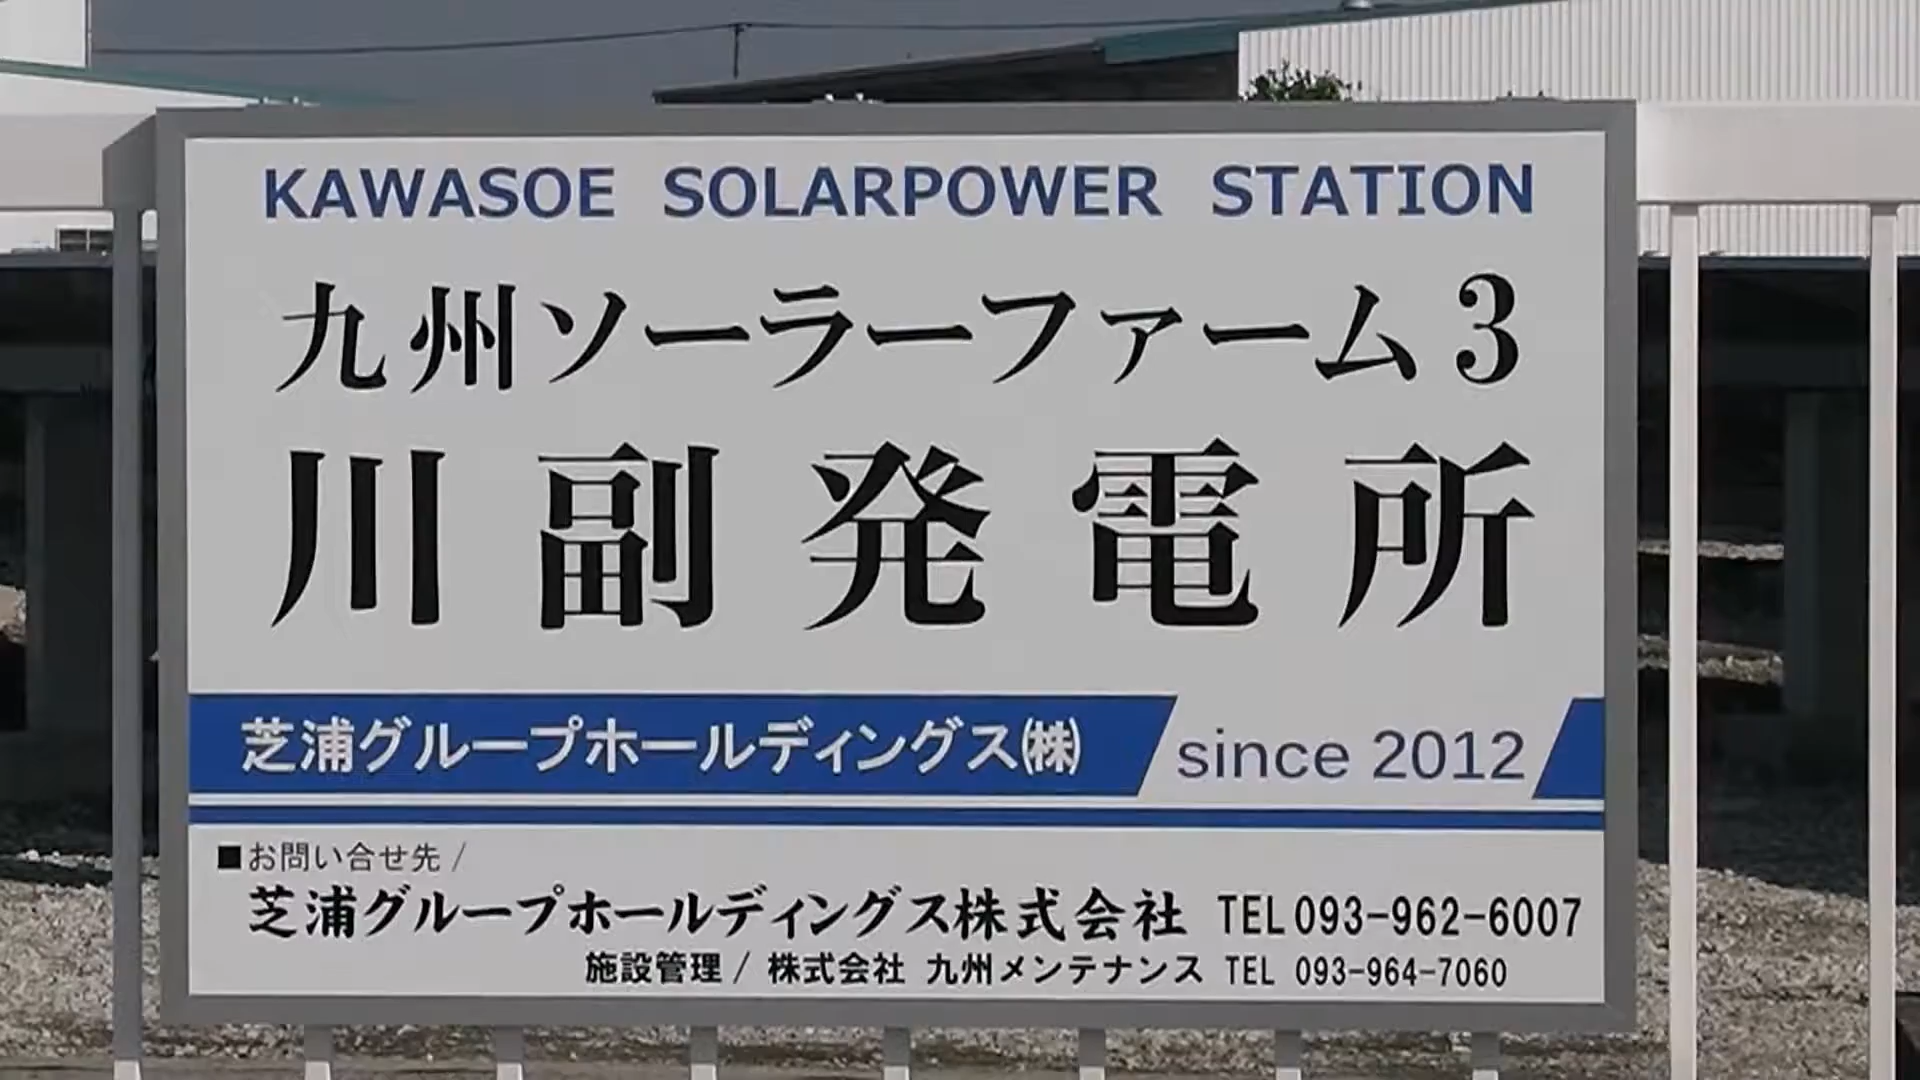 KAWASOE SOLARPOWER STATION
九州ソーラーファーム3
川副発電所
芝浦グループホールディングス㈱ since 2012
■お問い合せ先 /
芝浦グループホールディングス株式会社 TEL 093-962-6007
施設管理 / 株式会社 九州メンテナンス TEL 093-964-7060